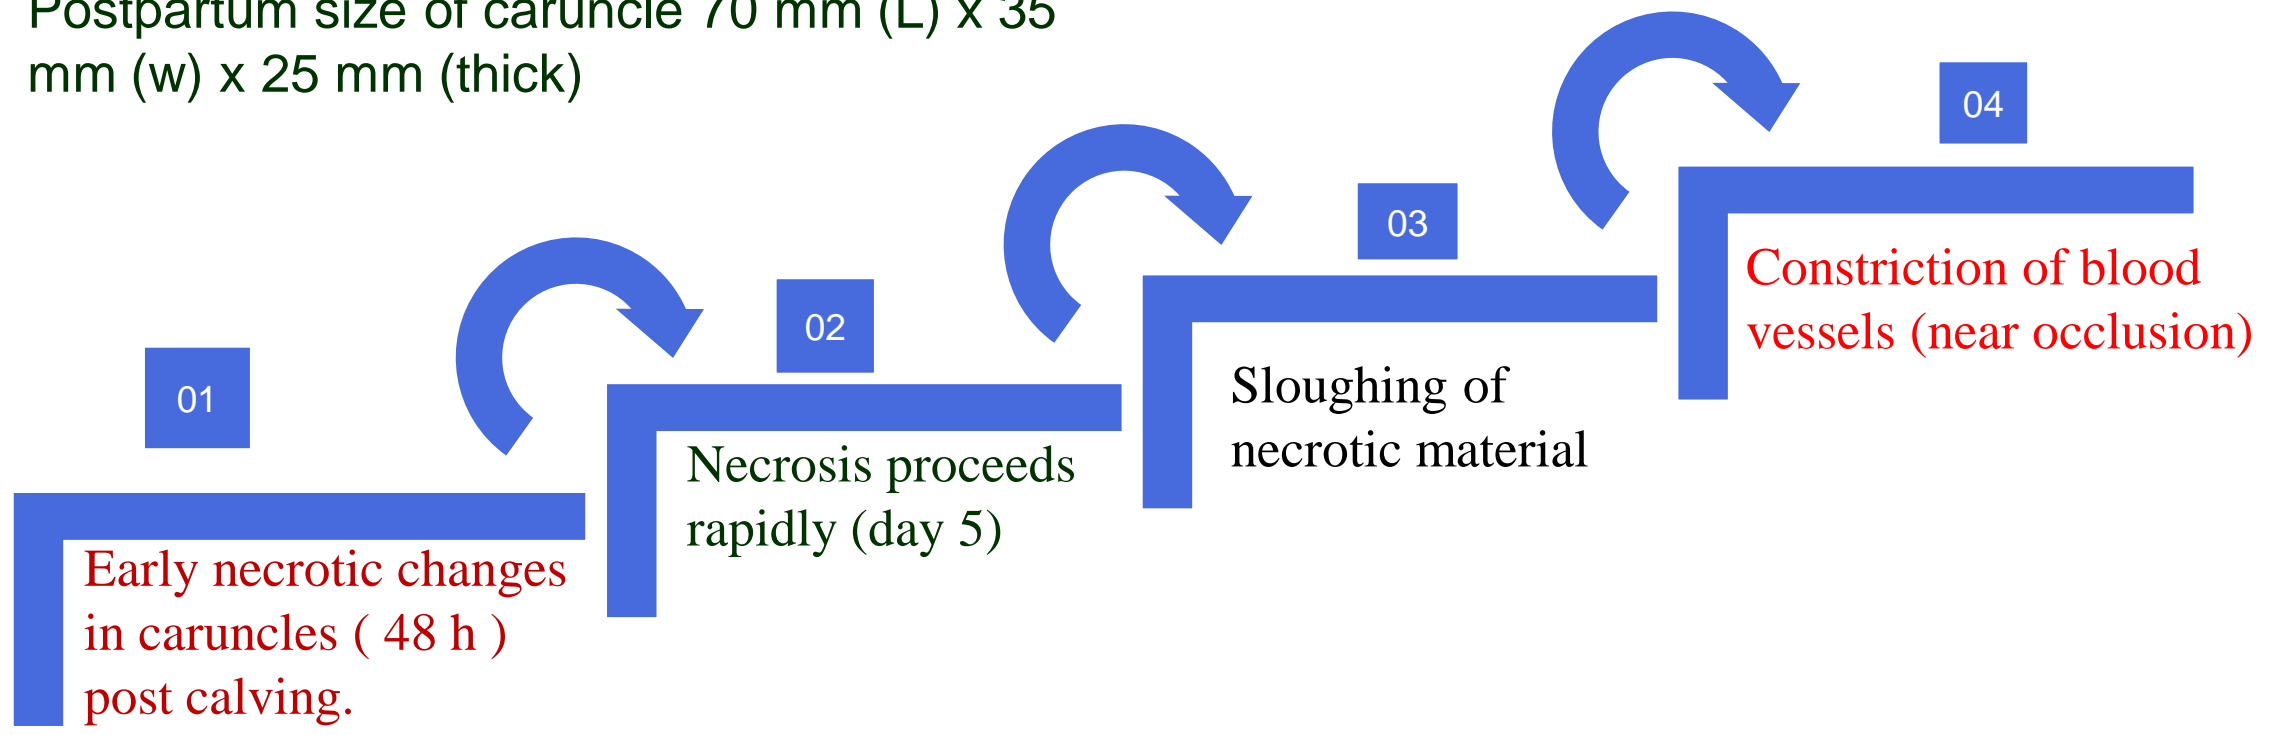 Postpartum size of caruncle 70 mm (L) x 35
mm (w) x 25 mm (thick)
01
Early necrotic changes
in caruncles ( 48 h )
post calving.
02
Necrosis proceeds
rapidly (day 5)
03
Sloughing of
necrotic material
04
Constriction of blood
vessels (near occlusion)